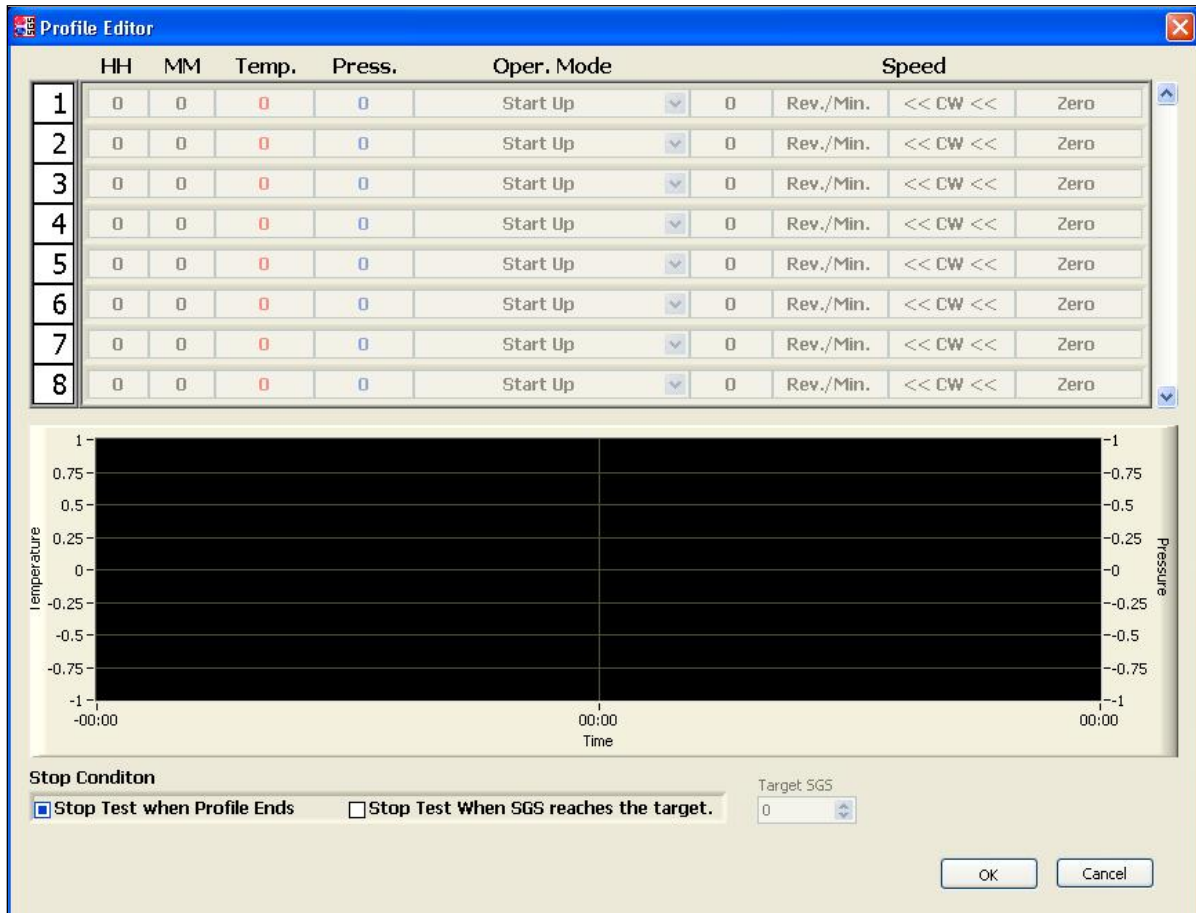 Profile Editor
HH MM Temp. Press. Oper. Mode Speed
1 0 0 0 0 Start Up 0 Rev./Min. << CW << Zero
2 0 0 0 0 Start Up 0 Rev./Min. << CW << Zero
3 0 0 0 0 Start Up 0 Rev./Min. << CW << Zero
4 0 0 0 0 Start Up 0 Rev./Min. << CW << Zero
5 0 0 0 0 Start Up 0 Rev./Min. << CW << Zero
6 0 0 0 0 Start Up 0 Rev./Min. << CW << Zero
7 0 0 0 0 Start Up 0 Rev./Min. << CW << Zero
8 0 0 0 0 Start Up 0 Rev./Min. << CW << Zero
Temperature
1
0.75
0.5
0.25
0
-0.25
-0.5
-0.75
-1
1
0.75
0.5
0.25
0
-0.25
-0.5
-0.75
-1
Pressure
-00:00 00:00 00:00
Time
Stop Conditon
Stop Test when Profile Ends Stop Test When SGS reaches the target.
Target SGS
0
OK Cancel